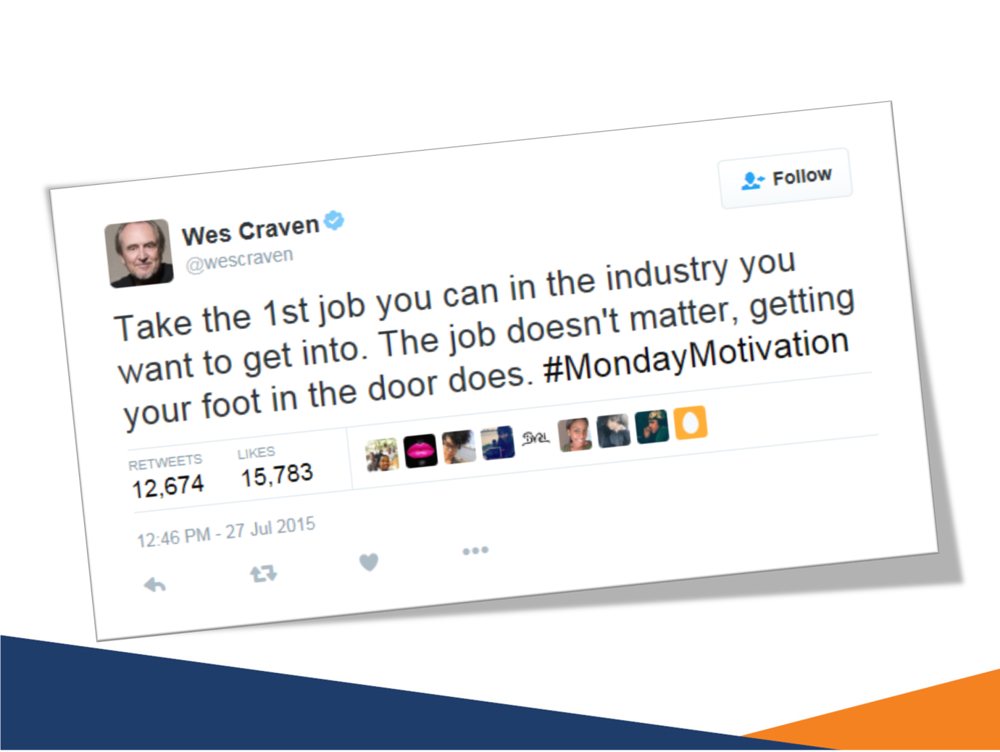 Follow
Wes Craven
@wescraven
Take the 1st job you can in the industry you
want to get into. The job doesn't matter, getting
your foot in the door does. #MondayMotivation
RETWEETS LIKES
12,674 15,783
12:46 PM - 27 Jul 2015